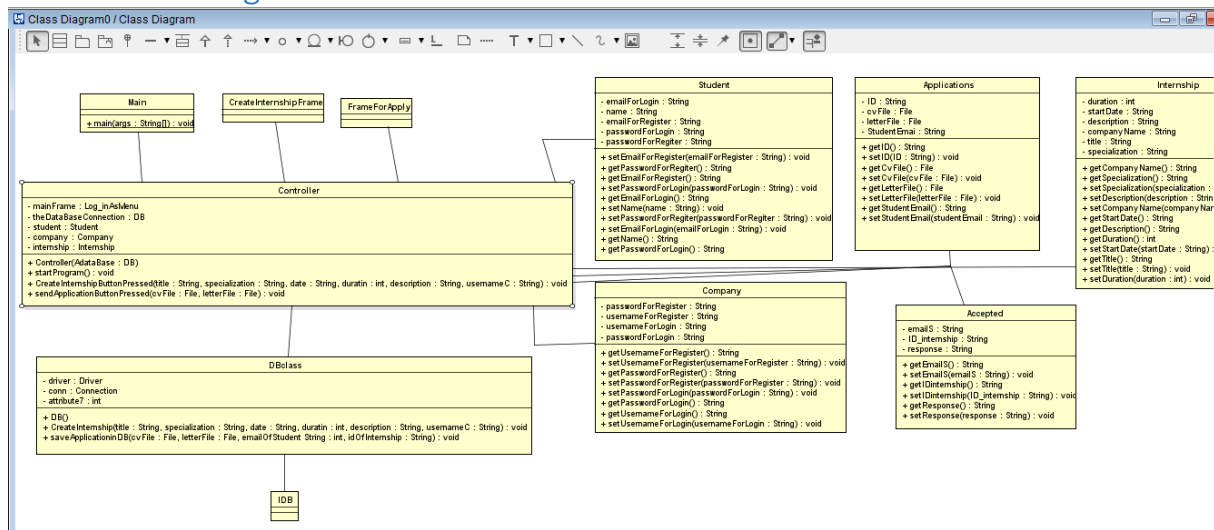 Class Diagram0 / Class Diagram
Main
+ main(args : String[]) : void
CreateInternshipFrame
FrameForApply
Controller
- mainFrame : Log_inAsMenu
- theDataBaseConnection : DB
- student : Student
- company : Company
- internship : Internship
+ Controller(AdataBase : DB)
+ startProgram() : void
+ CreateInternshipButtonPressed(title : String, specialization : String, date : String, duratin : int, description : String, usernameC : String) : void
+ sendApplicationButtonPressed(cvFile : File, letterFile : File) : void
DBclass
- driver : Driver
- conn : Connection
- attribute7 : int
+ DB()
+ CreateInternship(title : String, specialization : String, date : String, duratin : int, description : String, usernameC : String) : void
+ saveApplicationinDB(cvFile : File, letterFile : File, emailOfStudent String : int, idOfInternship : String) : void
IDB
Student
- emailForLogin : String
- name : String
- emailForRegister : String
- passwordForLogin : String
- passwordForRegiter : String
+ setEmailForRegister(emailForRegister : String) : void
+ getPasswordForRegiter() : String
+ getEmailForRegister() : String
+ setPasswordForLogin(passwordForLogin : String) : void
+ getEmailForLogin() : String
+ setName(name : String) : void
+ setPasswordForRegiter(passwordForRegiter : String) : void
+ setEmailForLogin(emailForLogin : String) : void
+ getName() : String
+ getPasswordForLogin() : String
Company
- passwordForRegister : String
- usernameForRegister : String
- usernameForLogin : String
- passwordForLogin : String
+ getUsernameForRegister() : String
+ setUsernameForRegister(usernameForRegister : String) : void
+ getPasswordForRegister() : String
+ setPasswordForRegister(passwordForRegister : String) : void
+ setPasswordForLogin(passwordForLogin : String) : void
+ getPasswordForLogin() : String
+ getUsernameForLogin() : String
+ setUsernameForLogin(usernameForLogin : String) : void
Applications
- ID : String
- cvFile : File
- letterFile : File
- StudentEmai : String
+ getID() : String
+ setID(ID : String) : void
+ getCvFile() : File
+ setCvFile(cvFile : File) : void
+ getLetterFile() : File
+ setLetterFile(letterFile : File) : void
+ getStudentEmail() : String
+ setStudentEmail(studentEmail : String) : void
Accepted
- emailS : String
- ID_internship : String
- response : String
+ getEmailS() : String
+ setEmailS(emailS : String) : void
+ getIDinternship() : String
+ setIDinternship(ID_internship : String) : void
+ getResponse() : String
+ setResponse(response : String) : void
Internship
- duration : int
- startDate : String
- description : String
- companyName : String
- title : String
- specialization : String
+ getCompanyName() : String
+ getSpecialization() : String
+ setSpecialization(specialization :
+ setDescription(description : Strin
+ setCompanyName(companyNar
+ getStartDate() : String
+ getDescription() : String
+ getDuration() : int
+ setStartDate(startDate : String) :
+ getTitle() : String
+ setTitle(title : String) : void
+ setDuration(duration : int) : void